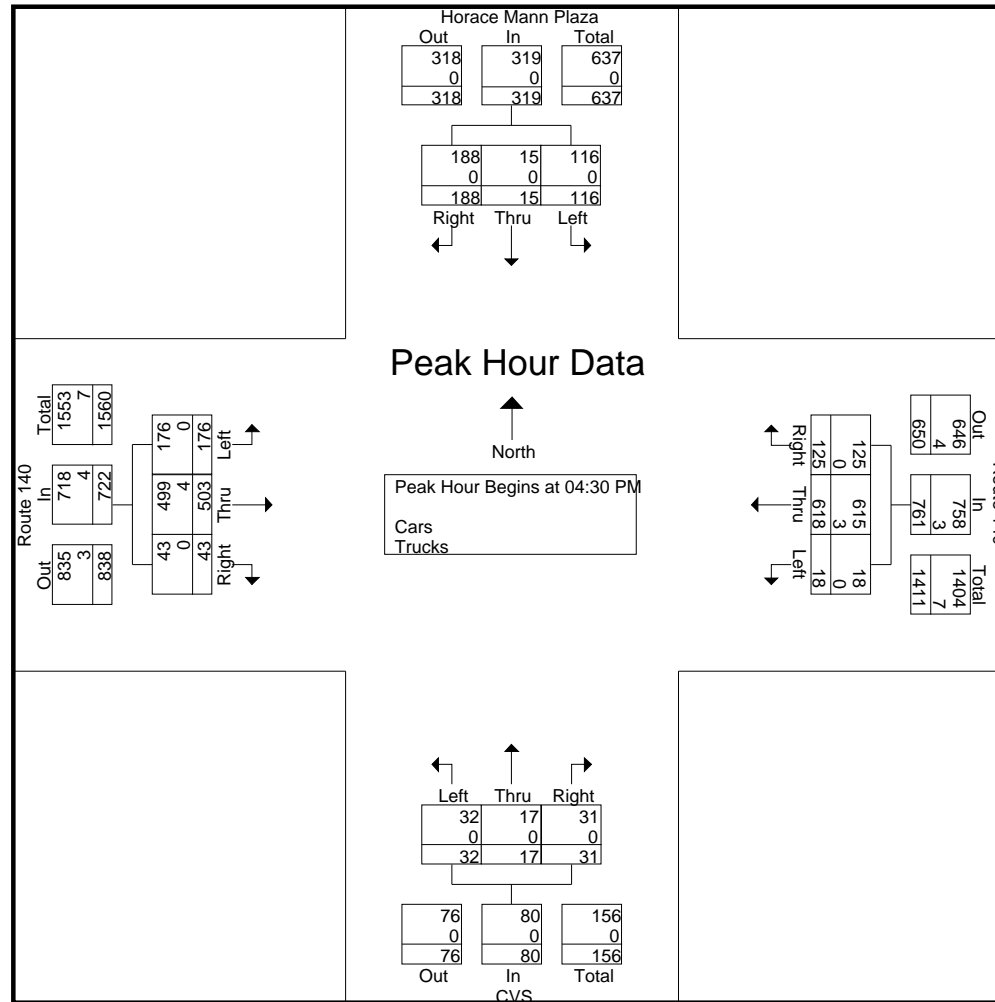 Horace Mann Plaza
Out In Total
318 319 637
0 0 0
318 319 637
188 15 116
0 0 0
188 15 116
Right Thru Left
Peak Hour Data
North
Peak Hour Begins at 04:30 PM
Cars
Trucks
Route 140
Total In Out
1553 718 835
7 4 3
1560 722 838
176 499 43
0 4 0
176 503 43
Left Thru Right
Out In Total
646 758 1404
4 3 7
650 761 1411
125 615 18
0 3 0
125 618 18
Right Thru Left
Left Thru Right
32 17 31
0 0 0
32 17 31
76 80 156
0 0 0
76 80 156
Out In Total
CVS